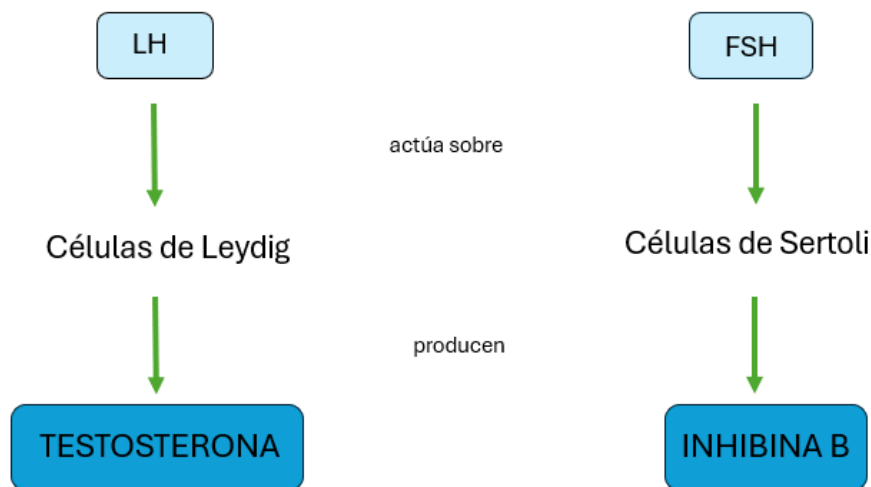 LH
FSH
actúa sobre
Células de Leydig
Células de Sertoli
producen
TESTOSTERONA
INHIBINA B